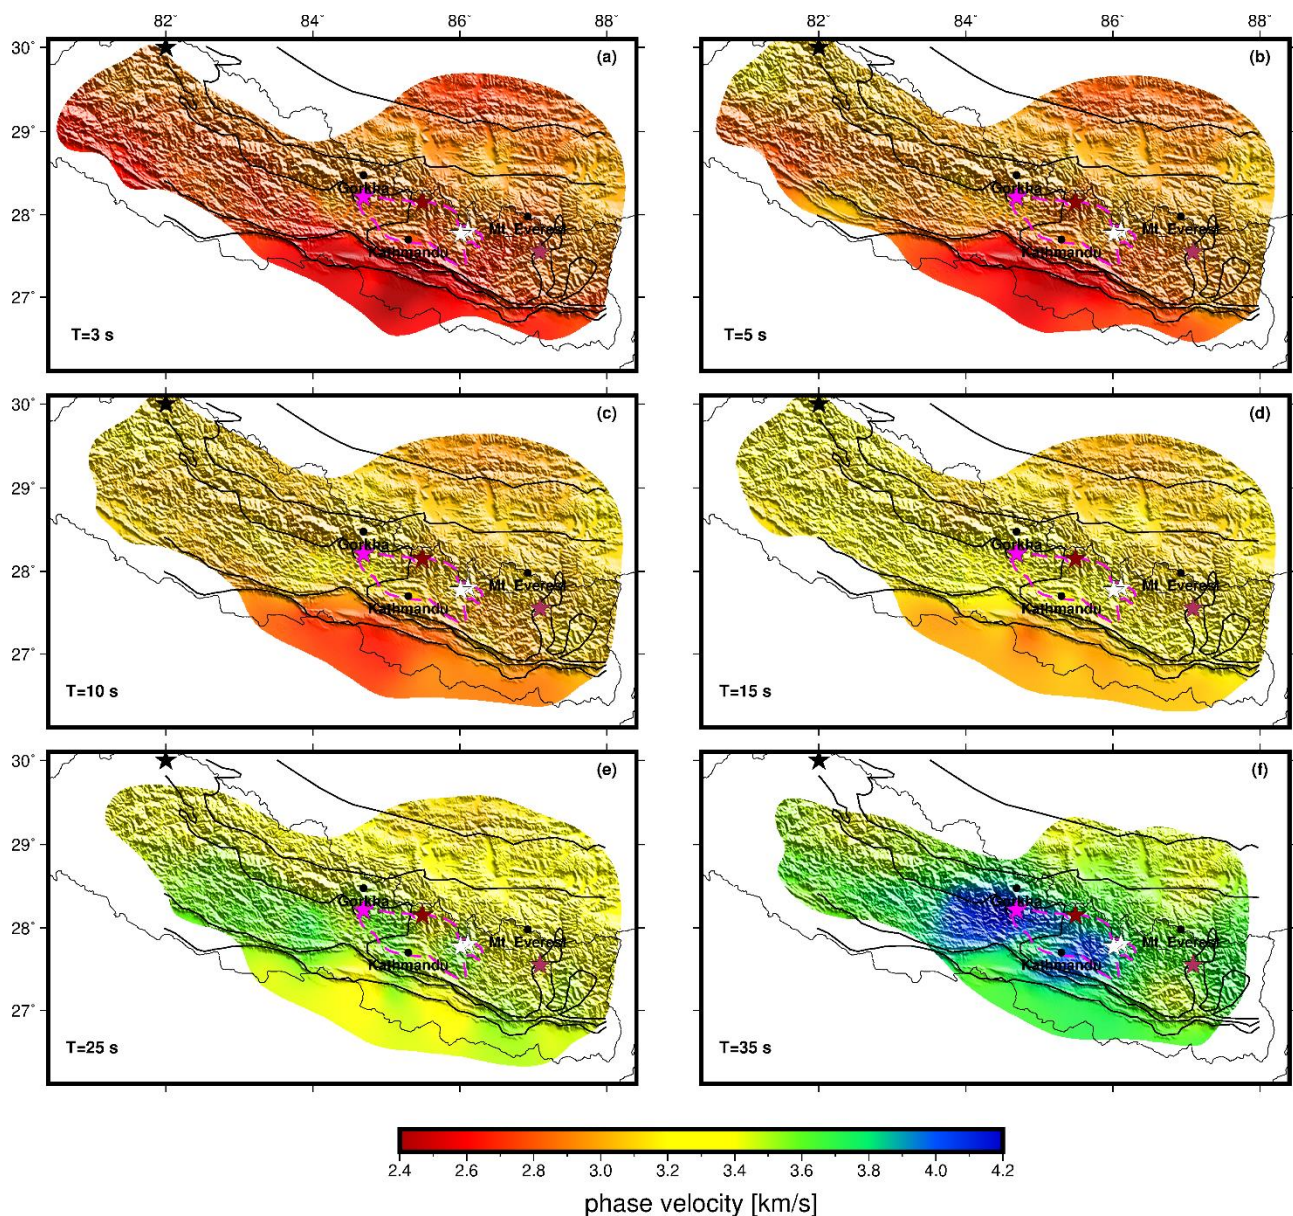 82° 84° 86° 88° 82° 84° 86° 88°
30°
29°
28°
27°
(a)
Gorkha
Mt. Everest
Kathmandu
T=3 s
(b)
Gorkha
Mt. Everest
Kathmandu
T=5 s
30°
29°
28°
27°
(c)
Gorkha
Mt. Everest
Kathmandu
T=10 s
(d)
Gorkha
Mt. Everest
Kathmandu
T=15 s
30°
29°
28°
27°
(e)
Gorkha
Mt. Everest
Kathmandu
T=25 s
(f)
Gorkha
Mt. Everest
Kathmandu
T=35 s
2.4 2.6 2.8 3.0 3.2 3.4 3.6 3.8 4.0 4.2
phase velocity [km/s]